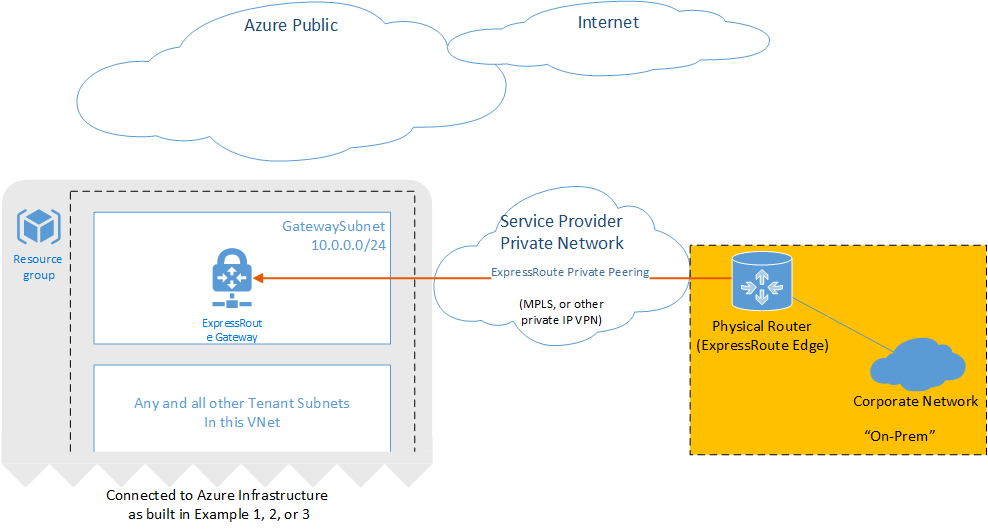 Azure Public
Internet
Resource
group
GatewaySubnet
10.0.0.0/24
ExpressRout
e Gateway
Any and all other Tenant Subnets
In this VNet
Connected to Azure Infrastructure
as built in Example 1, 2, or 3
Service Provider
Private Network
ExpressRoute Private Peering
(MPLS, or other
private IP VPN)
Physical Router
(ExpressRoute Edge)
Corporate Network
“On-Prem”